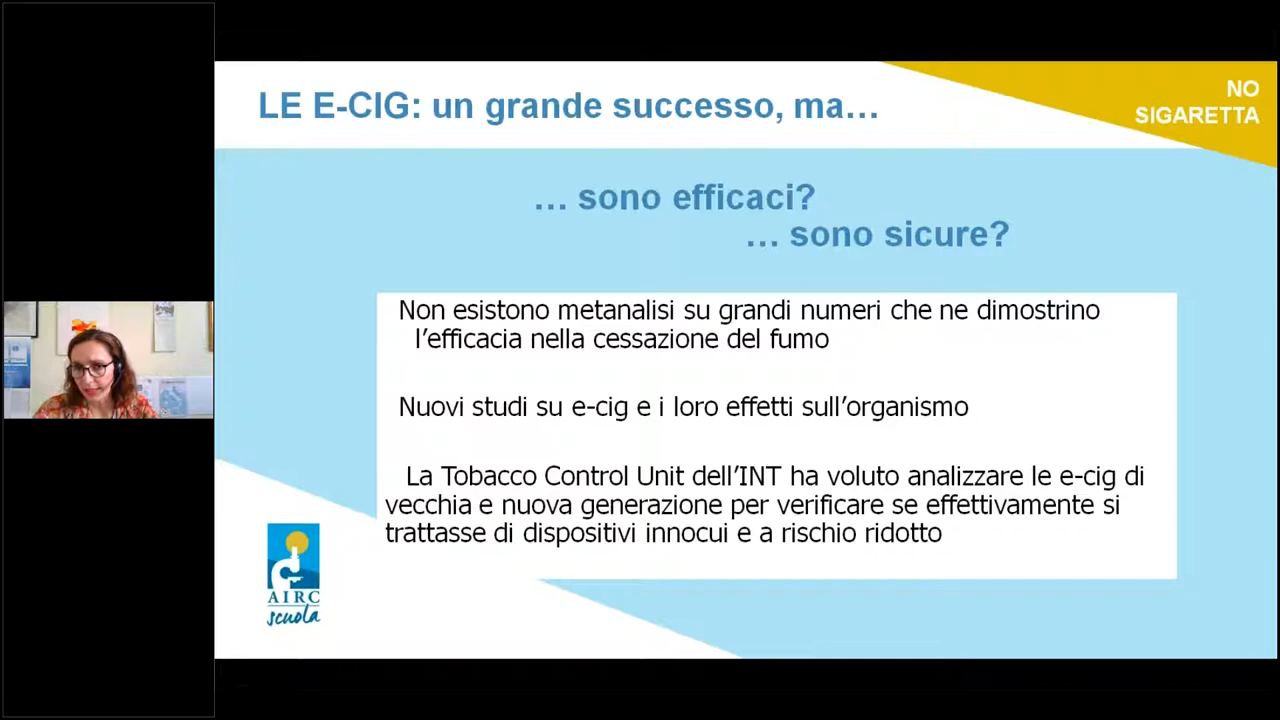 LE E-CIG: un grande successo, ma…
NO
SIGARETTA
… sono efficaci?
… sono sicure?
Non esistono metanalisi su grandi numeri che ne dimostrino
l’efficacia nella cessazione del fumo
Nuovi studi su e-cig e i loro effetti sull’organismo
La Tobacco Control Unit dell’INT ha voluto analizzare le e-cig di
vecchia e nuova generazione per verificare se effettivamente si
trattasse di dispositivi innocui e a rischio ridotto
AIRC
scuola